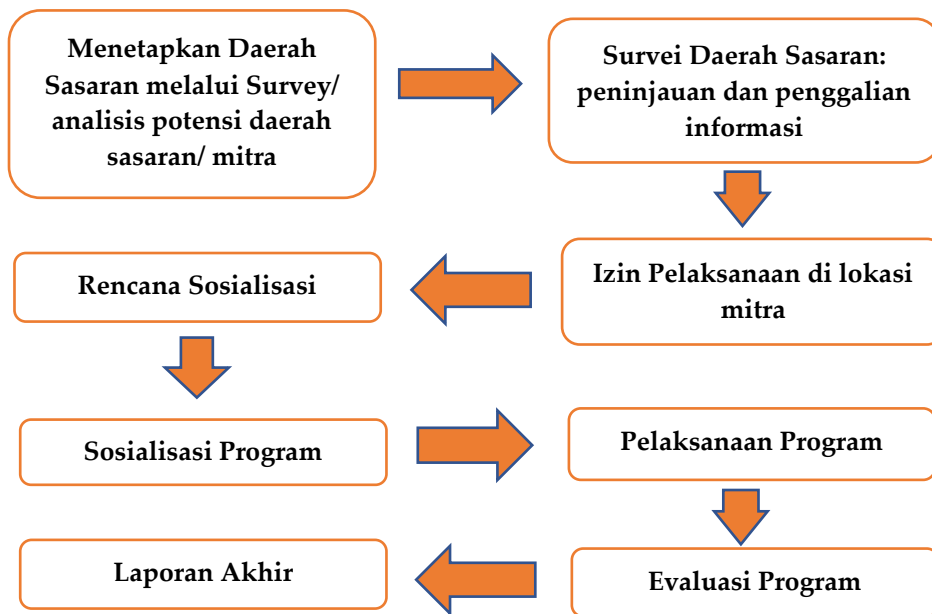 Menetapkan Daerah
Sasaran melalui Survey/
analisis potensi daerah
sasaran/ mitra
Survei Daerah Sasaran:
peninjauan dan penggalian
informasi
Izin Pelaksanaan di lokasi
mitra
Rencana Sosialisasi
Sosialisasi Program
Pelaksanaan Program
Evaluasi Program
Laporan Akhir